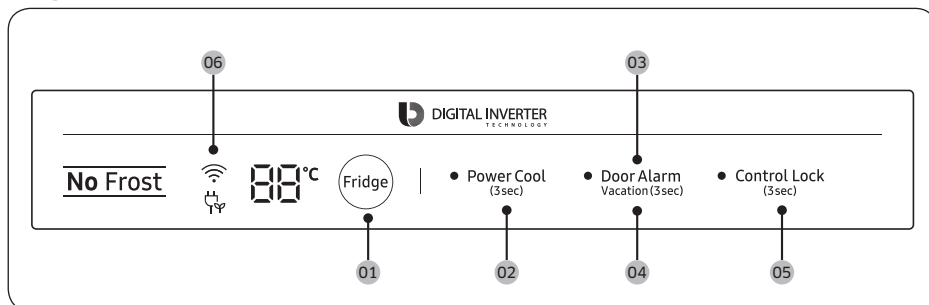 06
03
DIGITAL INVERTER
TECHNOLOGY
No Frost
88°C
Fridge
Power Cool
(3sec)
Door Alarm
Vacation(3sec)
Control Lock
(3sec)
01
02
04
05